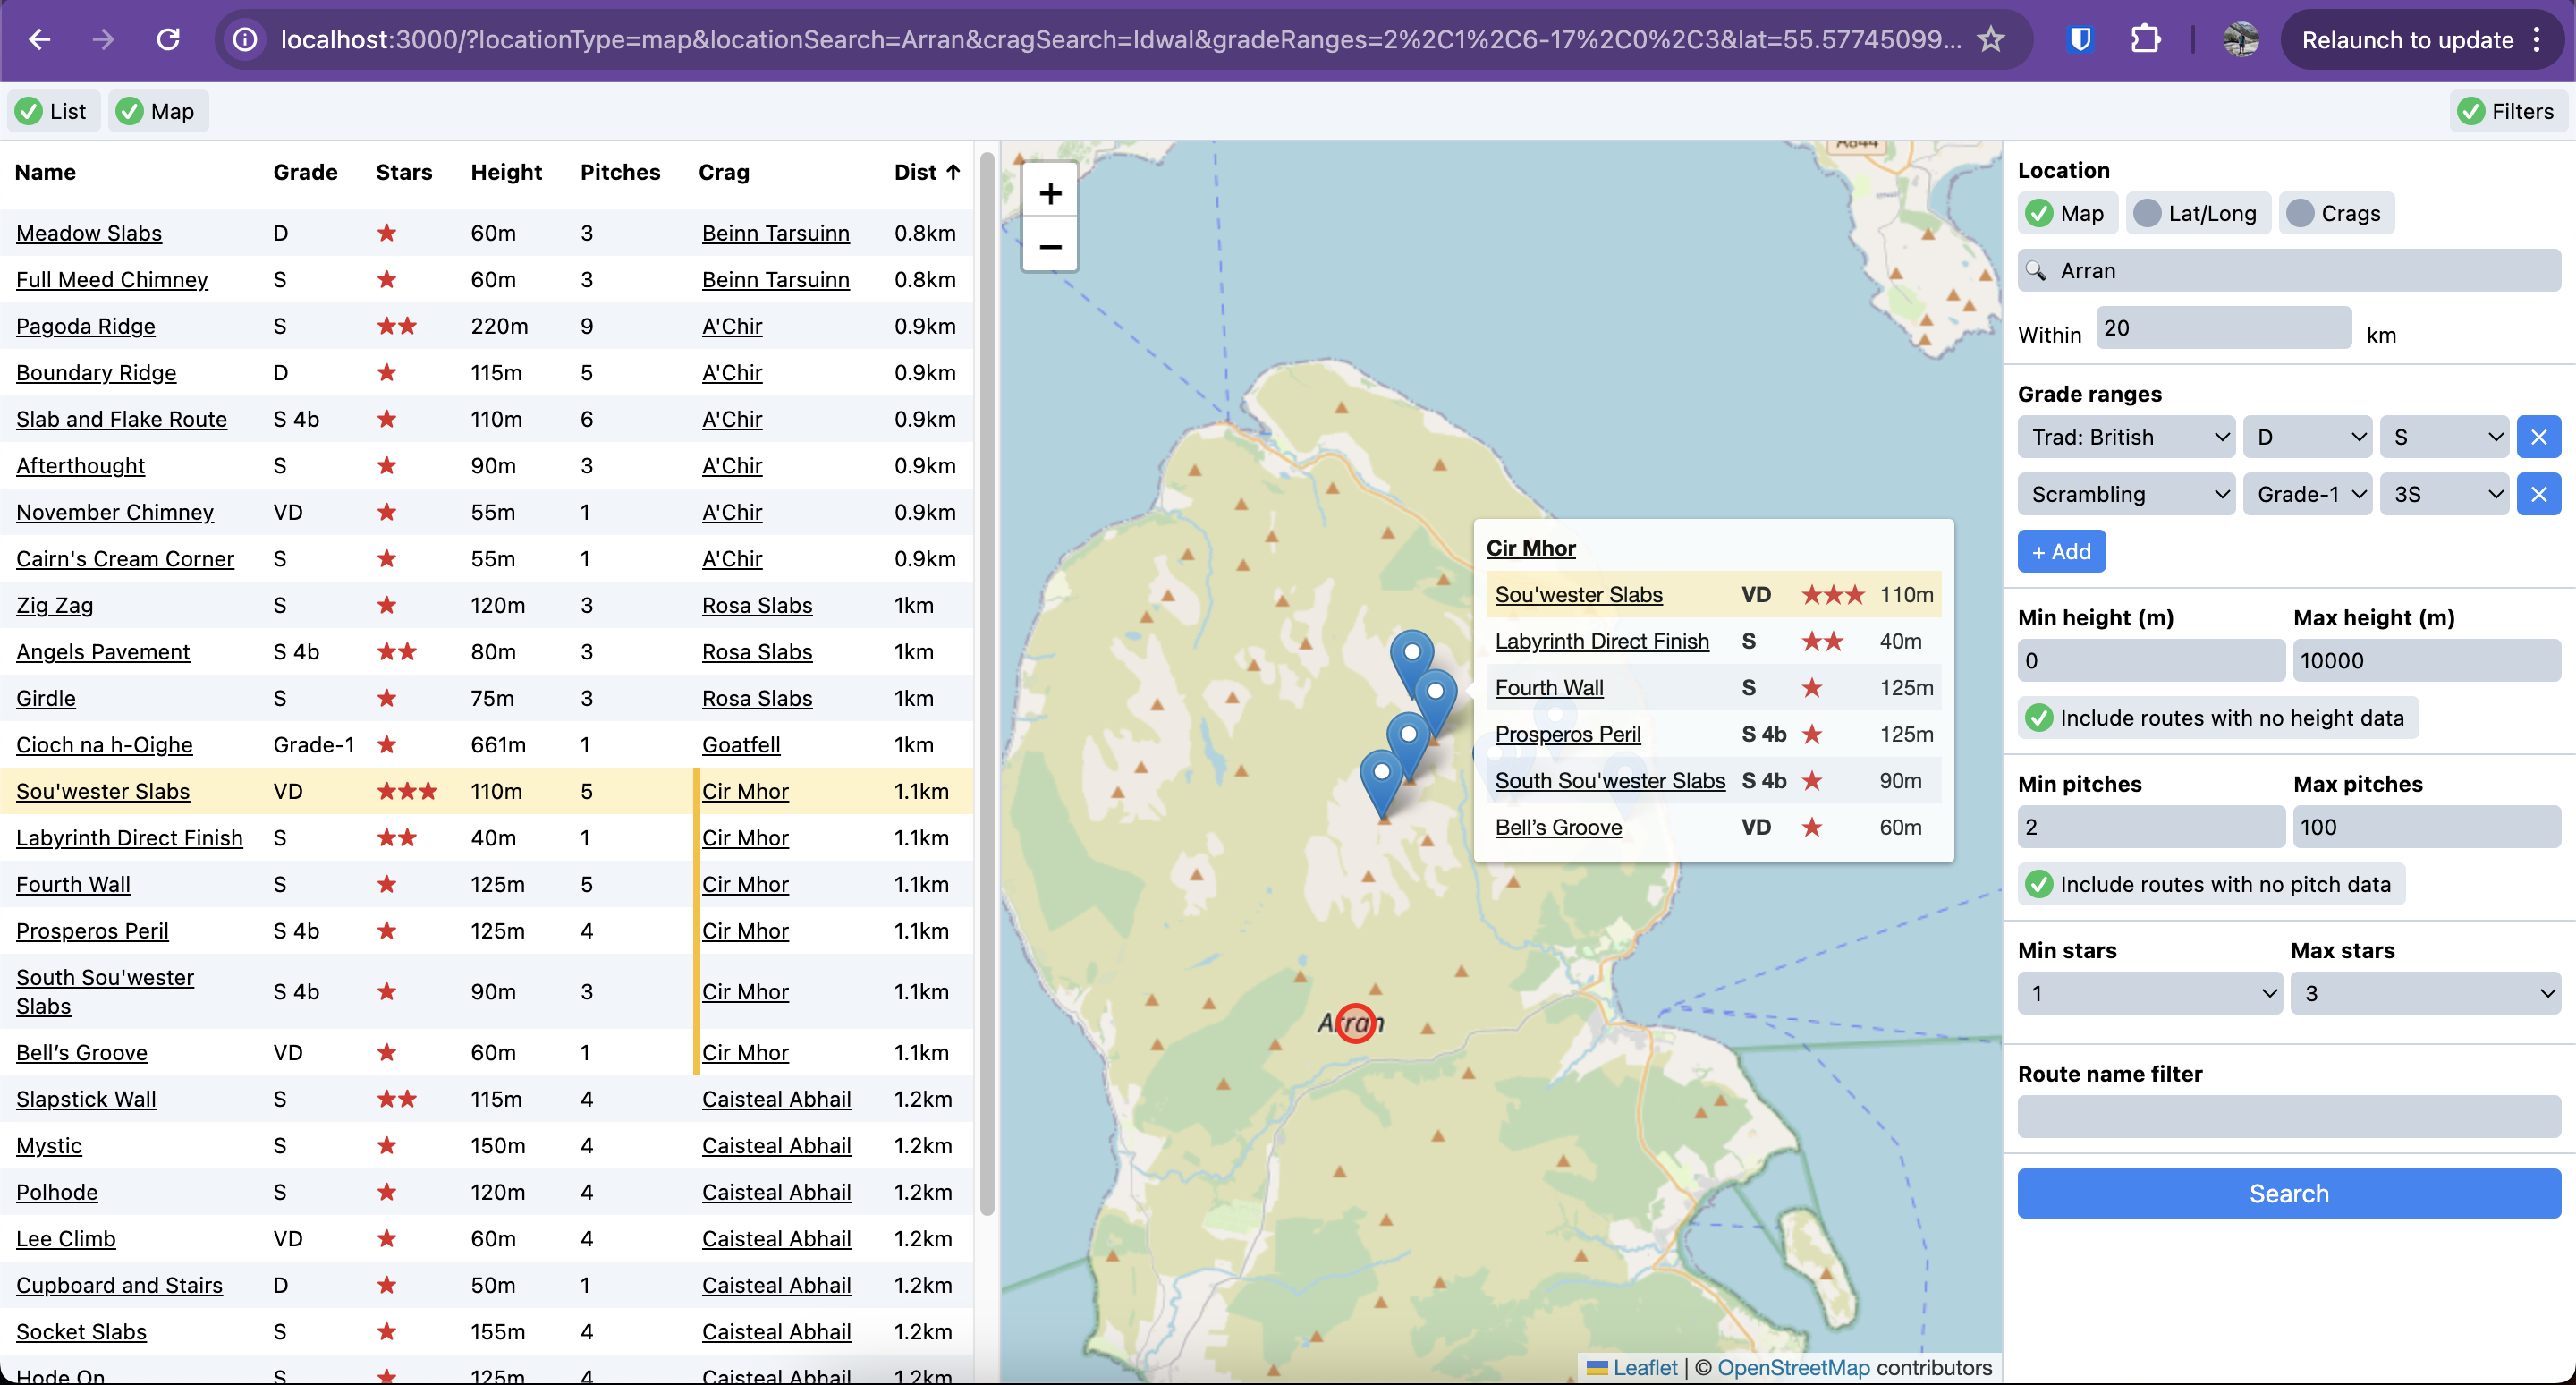 localhost:3000/?locationType=map&locationSearch=Arran&cragSearch=Idwal&gradeRanges=2%2C1%2C6-17%2C0%2C3&lat=55.57745099...
Relaunch to update
List Map Filters
Name Grade Stars Height Pitches Crag Dist ↑
Meadow Slabs D ★ 60m 3 Beinn Tarsuinn 0.8km
Full Meed Chimney S ★ 60m 3 Beinn Tarsuinn 0.8km
Pagoda Ridge S ★★ 220m 9 A'Chir 0.9km
Boundary Ridge D ★ 115m 5 A'Chir 0.9km
Slab and Flake Route S 4b ★ 110m 6 A'Chir 0.9km
Afterthought S ★ 90m 3 A'Chir 0.9km
November Chimney VD ★ 55m 1 A'Chir 0.9km
Cairn's Cream Corner S ★ 55m 1 A'Chir 0.9km
Zig Zag S ★ 120m 3 Rosa Slabs 1km
Angels Pavement S 4b ★★ 80m 3 Rosa Slabs 1km
Girdle S ★ 75m 3 Rosa Slabs 1km
Cioch na h-Oighe Grade-1 ★ 661m 1 Goatfell 1km
Sou'wester Slabs VD ★★★ 110m 5 Cir Mhor 1.1km
Labyrinth Direct Finish S ★★ 40m 1 Cir Mhor 1.1km
Fourth Wall S ★ 125m 5 Cir Mhor 1.1km
Prosperos Peril S 4b ★ 125m 4 Cir Mhor 1.1km
South Sou'wester
Slabs S 4b ★ 90m 3 Cir Mhor 1.1km
Bell’s Groove VD ★ 60m 1 Cir Mhor 1.1km
Slapstick Wall S ★★ 115m 4 Caisteal Abhail 1.2km
Mystic S ★ 150m 4 Caisteal Abhail 1.2km
Polhode S ★ 120m 4 Caisteal Abhail 1.2km
Lee Climb VD ★ 60m 4 Caisteal Abhail 1.2km
Cupboard and Stairs D ★ 50m 1 Caisteal Abhail 1.2km
Socket Slabs S ★ 155m 4 Caisteal Abhail 1.2km
Hode On S ★ 125m 4 Caisteal Abhail 1.2km
+
−
A844
Cir Mhor
Sou'wester Slabs VD ★★★ 110m
Labyrinth Direct Finish S ★★ 40m
Fourth Wall S ★ 125m
Prosperos Peril S 4b ★ 125m
South Sou'wester Slabs S 4b ★ 90m
Bell’s Groove VD ★ 60m
Arran
Leaflet | © OpenStreetMap contributors
Location
Map Lat/Long Crags
Arran
Within 20 km
Grade ranges
Trad: British D S
Scrambling Grade-1 3S
+ Add
Min height (m) Max height (m)
0 10000
Include routes with no height data
Min pitches Max pitches
2 100
Include routes with no pitch data
Min stars Max stars
1 3
Route name filter
Search